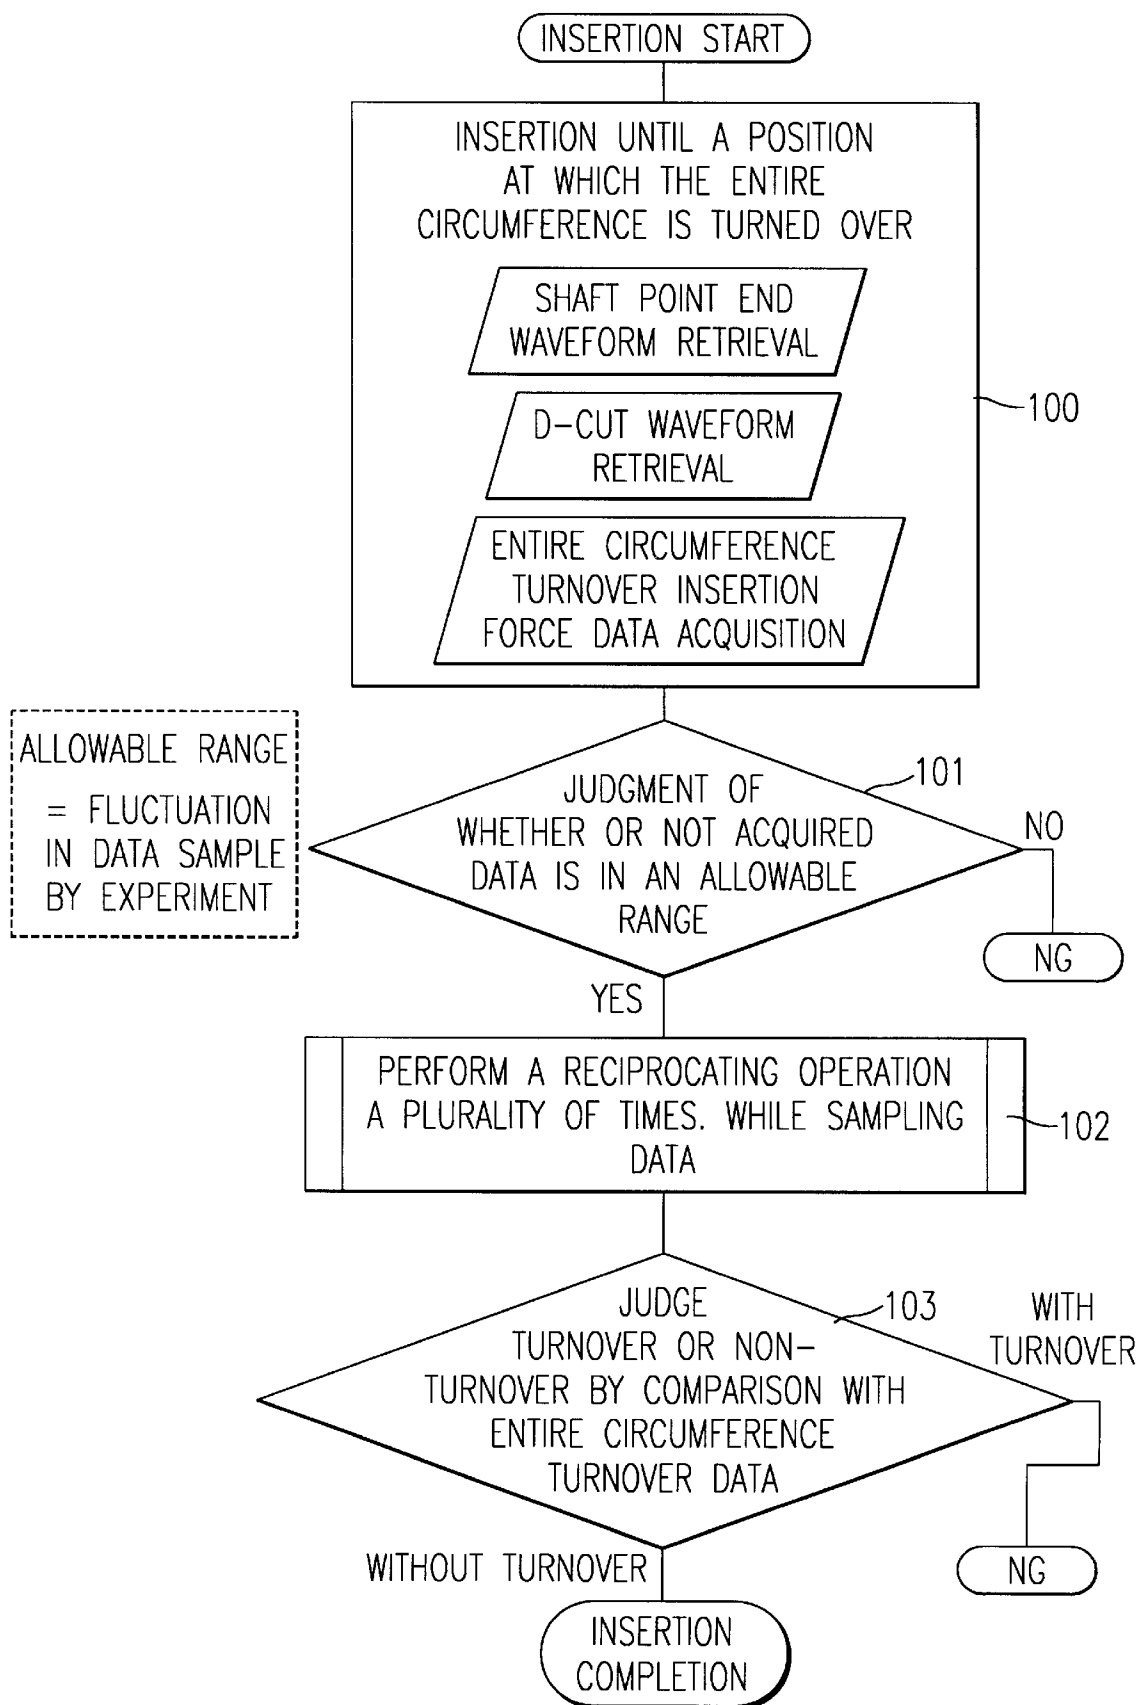 INSERTION START
INSERTION UNTIL A POSITION
AT WHICH THE ENTIRE
CIRCUMFERENCE IS TURNED OVER
SHAFT POINT END
WAVEFORM RETRIEVAL
D-CUT WAVEFORM
RETRIEVAL
ENTIRE CIRCUMFERENCE
TURNOVER INSERTION
FORCE DATA ACQUISITION
100
ALLOWABLE RANGE
= FLUCTUATION
IN DATA SAMPLE
BY EXPERIMENT
JUDGMENT OF
WHETHER OR NOT ACQUIRED
DATA IS IN AN ALLOWABLE
RANGE
101
NO
NG
YES
PERFORM A RECIPROCATING OPERATION
A PLURALITY OF TIMES. WHILE SAMPLING
DATA
102
JUDGE
TURNOVER OR NON-
TURNOVER BY COMPARISON WITH
ENTIRE CIRCUMFERENCE
TURNOVER DATA
103
WITH
TURNOVER
NG
WITHOUT TURNOVER
INSERTION
COMPLETION